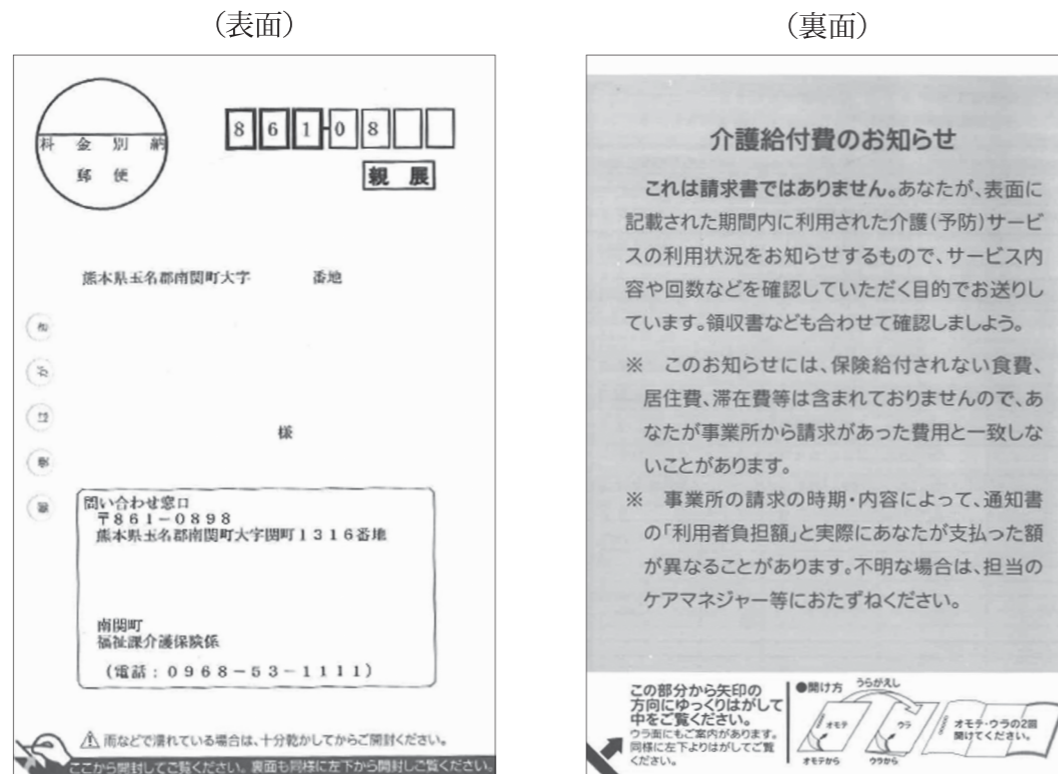 （表面）
料金別納
郵便
861-08
親展
熊本県玉名郡南関町大字　　番地
様
問い合わせ窓口
〒861－0898
熊本県玉名郡南関町大字関町1316番地
南関町
福祉課介護保険係
（電話：0968－53－1111）
⚠ 雨などで濡れている場合は、十分乾かしてからご開封ください。
ここから開封してご覧ください。裏面も同様に左下から開封しご覧ください。
（裏面）
介護給付費のお知らせ
これは請求書ではありません。あなたが、表面に
記載された期間内に利用された介護(予防)サービ
スの利用状況をお知らせするもので、サービス内
容や回数などを確認していただく目的でお送りし
ています。領収書なども合わせて確認しましよう。
※　このお知らせには、保険給付されない食費、
居住費、滞在費等は含まれておりませんので、あ
なたが事業所から請求があった費用と一致しな
いことがあります。
※　事業所の請求の時期・内容によって、通知書
の「利用者負担額」と実際にあなたが支払った額
が異なることがあります。不明な場合は、担当の
ケアマネジャー等におたずねください。
この部分から矢印の
方向にゆっくりはがして
中をご覧ください。
ウラ面にもご案内があります。
同様に左下よりはがしてご覧
ください。
●開け方
うらがえし
オモテ
オモテから
ウラ
ウラから
オモテ・ウラの2回
開けてください。